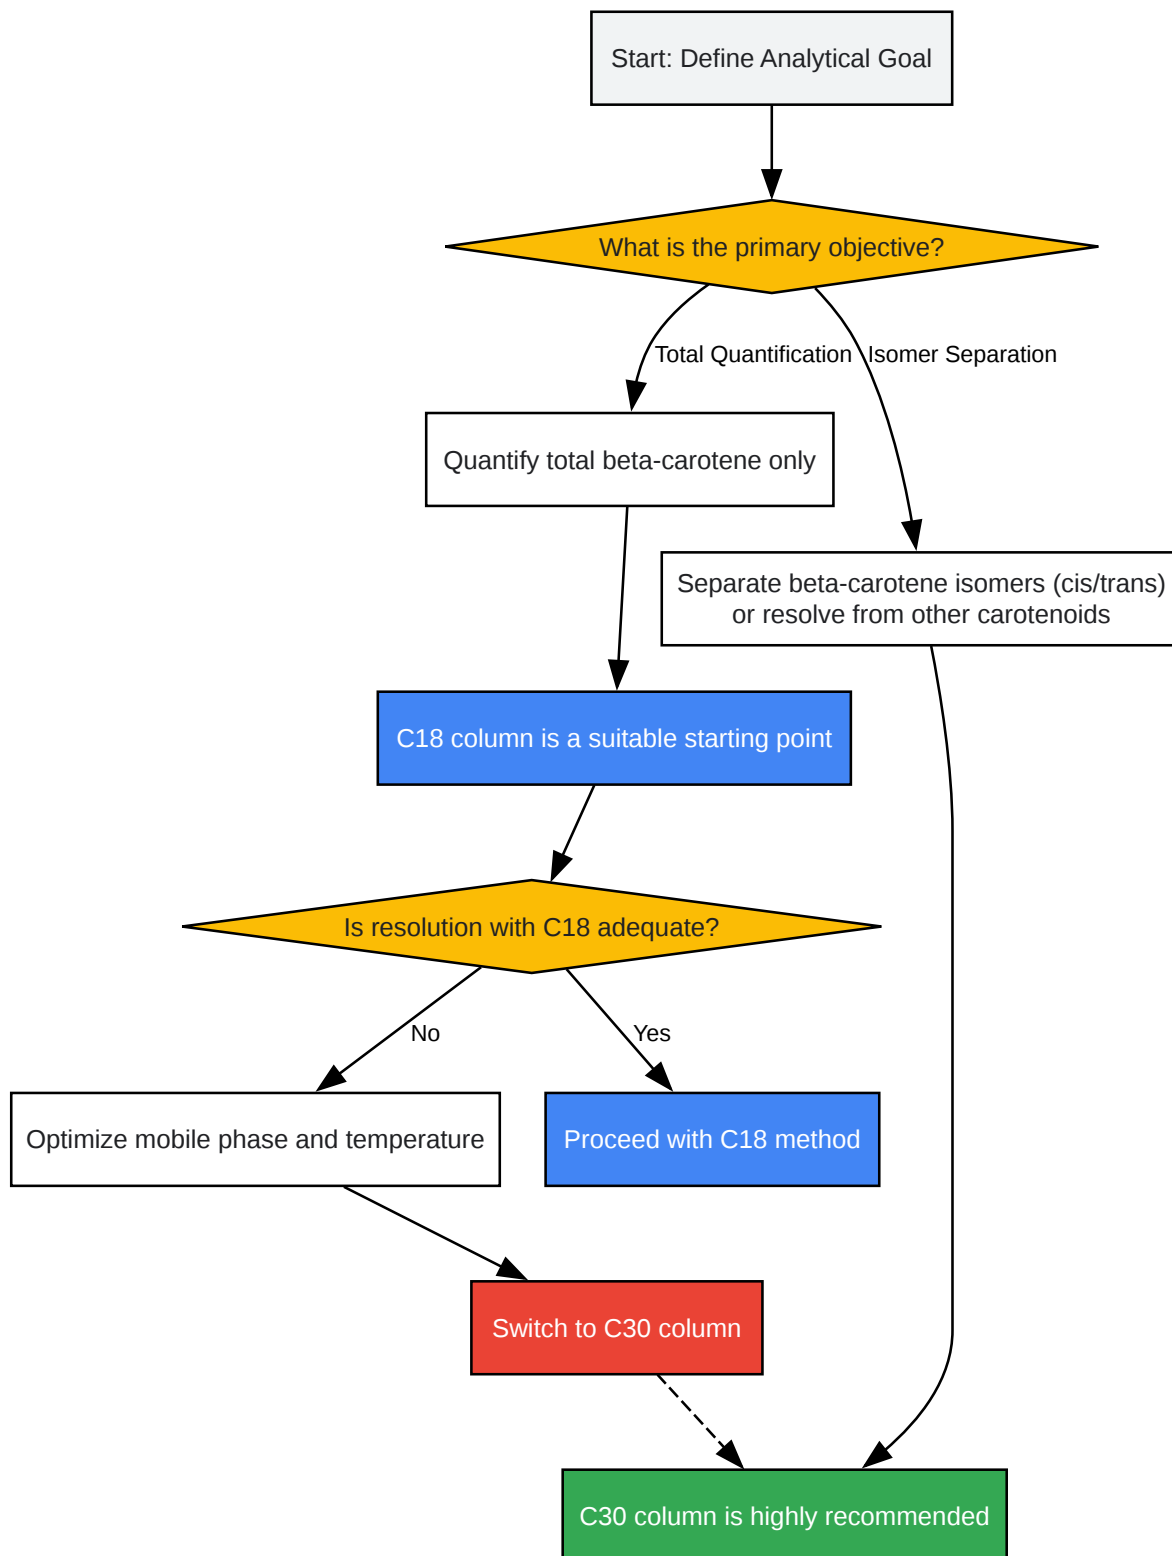 Start: Define Analytical Goal
What is the primary objective?
Total Quantification
Isomer Separation
Quantify total beta-carotene only
Separate beta-carotene isomers (cis/trans)
or resolve from other carotenoids
C18 column is a suitable starting point
Is resolution with C18 adequate?
No
Yes
Optimize mobile phase and temperature
Proceed with C18 method
Switch to C30 column
C30 column is highly recommended